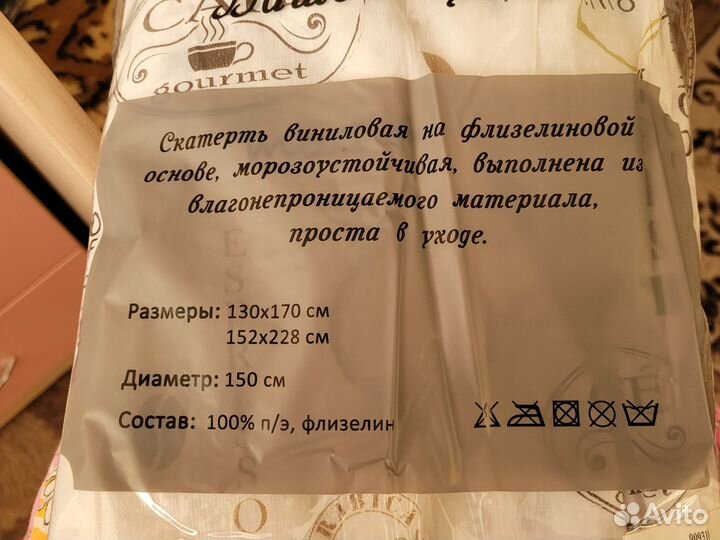 gourmet
Скатерть виниловая на флизелиновой
основе, морозоустойчивая, выполнена из
влагонепроницаемого материала,
проста в уходе.
Размеры: 130х170 см
152х228 см
Диаметр: 150 см
Состав: 100% п/э, флизелин
Avito